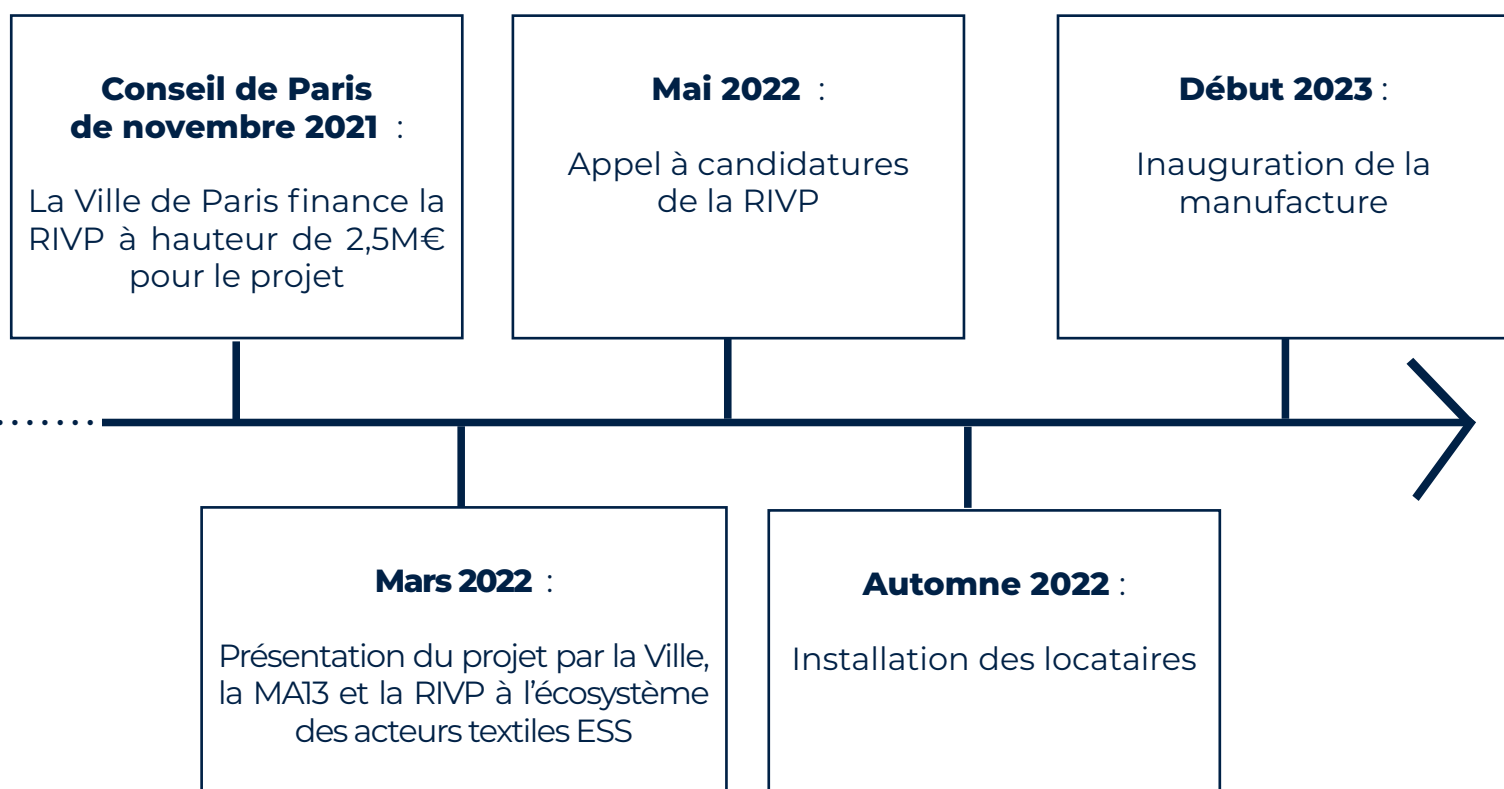 Conseil de Paris
de novembre 2021 :
La Ville de Paris finance la
RIVP à hauteur de 2,5M€
pour le projet
Mars 2022 :
Présentation du projet par la Ville,
la MA13 et la RIVP à l’écosystème
des acteurs textiles ESS
Mai 2022 :
Appel à candidatures
de la RIVP
Automne 2022 :
Installation des locataires
Début 2023 :
Inauguration de la
manufacture